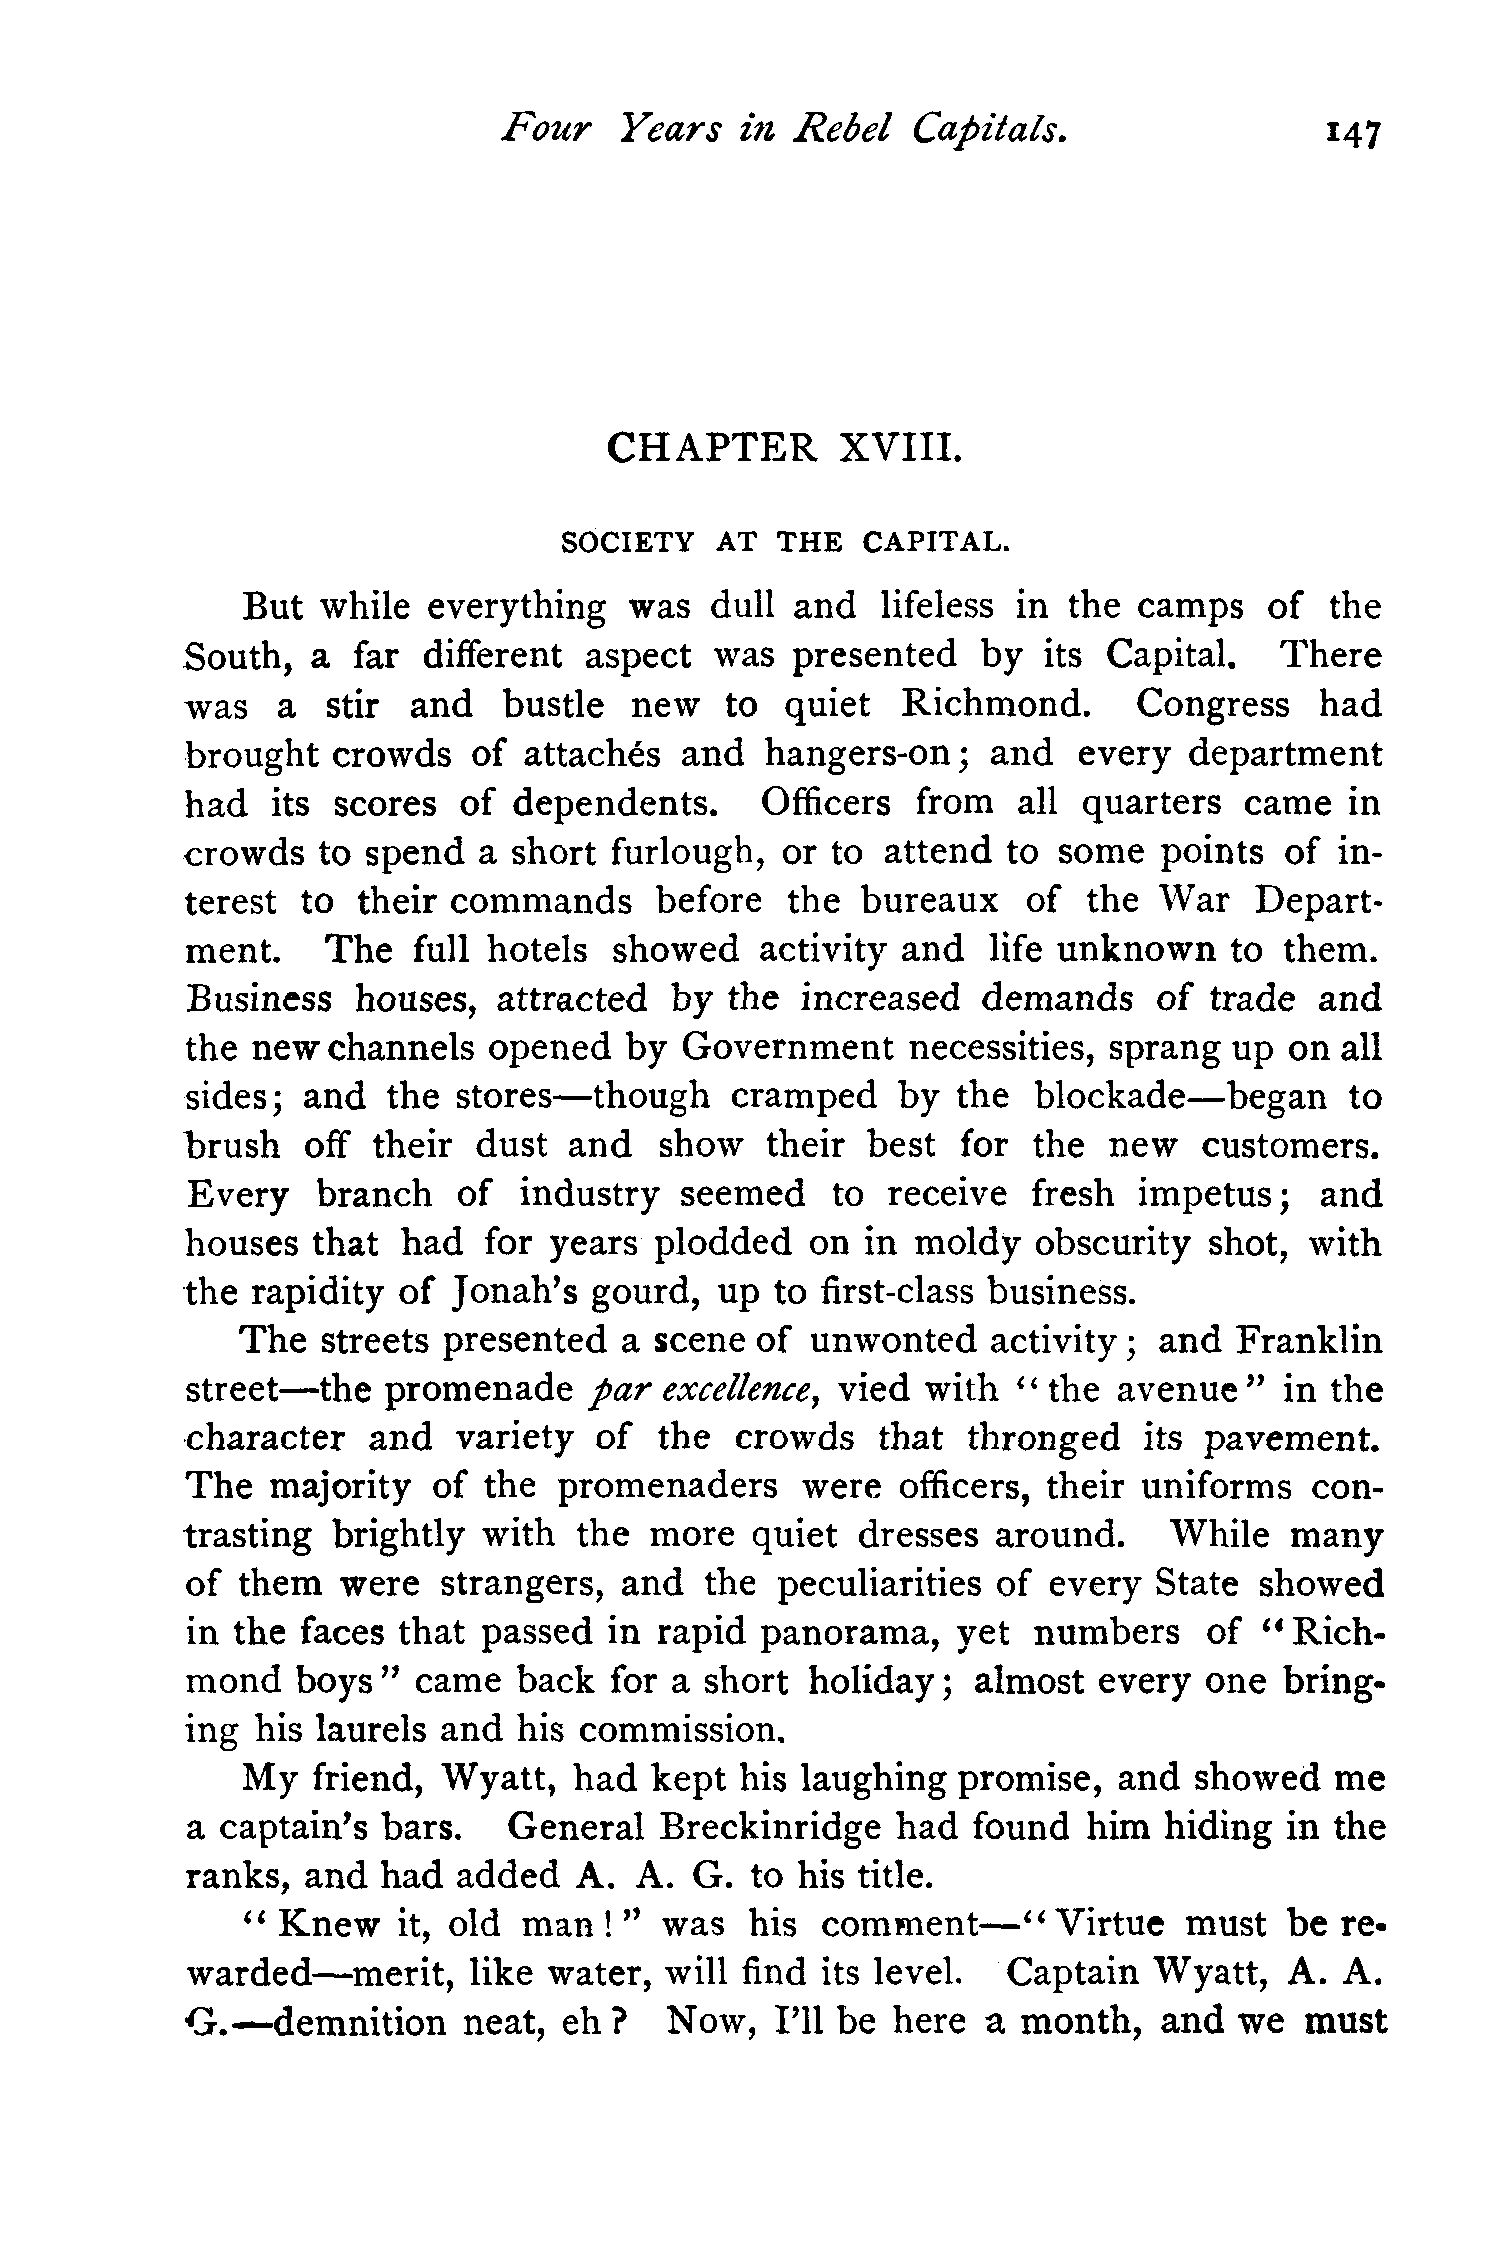 Four Years in Rebel Capitals. 147
CHAPTER XVIII.
SOCIETY AT THE CAPITAL.
But while everything was dull and lifeless in the camps of the
South, a far different aspect was presented by its Capital. There
was a stir and bustle new to quiet Richmond. Congress had
brought crowds of attachés and hangers-on; and every department
had its scores of dependents. Officers from all quarters came in
crowds to spend a short furlough, or to attend to some points of in-
terest to their commands before the bureaux of the War Depart-
ment. The full hotels showed activity and life unknown to them.
Business houses, attracted by the increased demands of trade and
the new channels opened by Government necessities, sprang up on all
sides; and the stores—though cramped by the blockade—began to
brush off their dust and show their best for the new customers.
Every branch of industry seemed to receive fresh impetus; and
houses that had for years plodded on in moldy obscurity shot, with
the rapidity of Jonah's gourd, up to first-class business.
The streets presented a scene of unwonted activity; and Franklin
street—the promenade par excellence, vied with "the avenue" in the
character and variety of the crowds that thronged its pavement.
The majority of the promenaders were officers, their uniforms con-
trasting brightly with the more quiet dresses around. While many
of them were strangers, and the peculiarities of every State showed
in the faces that passed in rapid panorama, yet numbers of "Rich-
mond boys" came back for a short holiday; almost every one bring-
ing his laurels and his commission.
My friend, Wyatt, had kept his laughing promise, and showed me
a captain's bars. General Breckinridge had found him hiding in the
ranks, and had added A. A. G. to his title.
"Knew it, old man!" was his comment—"Virtue must be re-
warded—merit, like water, will find its level. Captain Wyatt, A. A.
G.—demnition neat, eh? Now, I'll be here a month, and we must